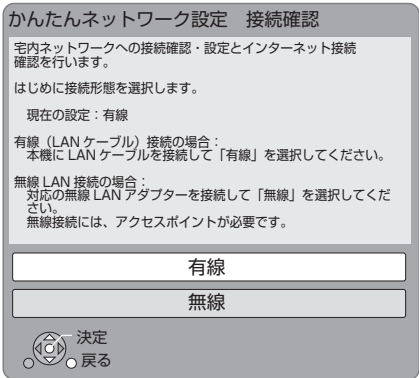 かんたんネットワーク設定　接続確認
宅内ネットワークへの接続確認・設定とインターネット接続
確認を行います。
はじめに接続形態を選択します。
現在の設定：有線
有線（LAN ケーブル）接続の場合：
本機に LAN ケーブルを接続して「有線」を選択してください。
無線 LAN 接続の場合：
対応の無線 LAN アダプターを接続して「無線」を選択してくだ
さい。
無線接続には、アクセスポイントが必要です。
有線
無線
決定
戻る